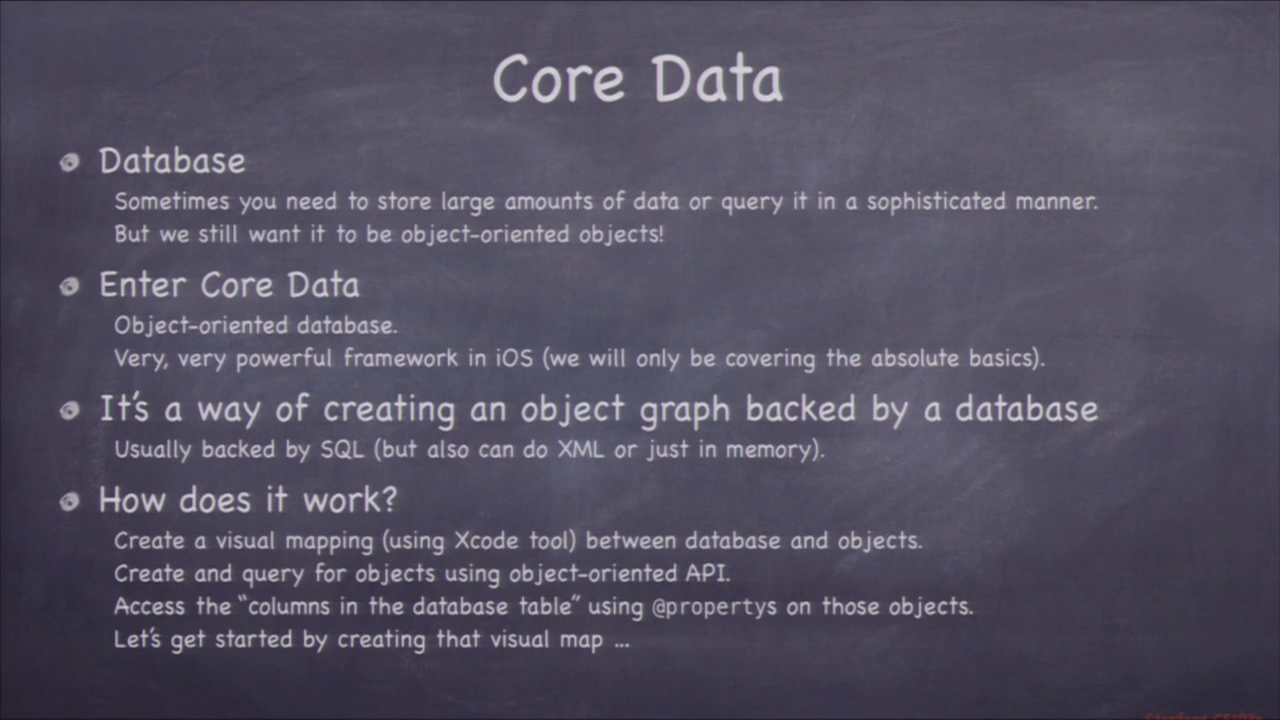 Core Data
Database
Sometimes you need to store large amounts of data or query it in a sophisticated manner.
But we still want it to be object-oriented objects!
Enter Core Data
Object-oriented database.
Very, very powerful framework in iOS (we will only be covering the absolute basics).
It's a way of creating an object graph backed by a database
Usually backed by SQL (but also can do XML or just in memory).
How does it work?
Create a visual mapping (using Xcode tool) between database and objects.
Create and query for objects using object-oriented API.
Access the “columns in the database table” using @propertys on those objects.
Let's get started by creating that visual map ...